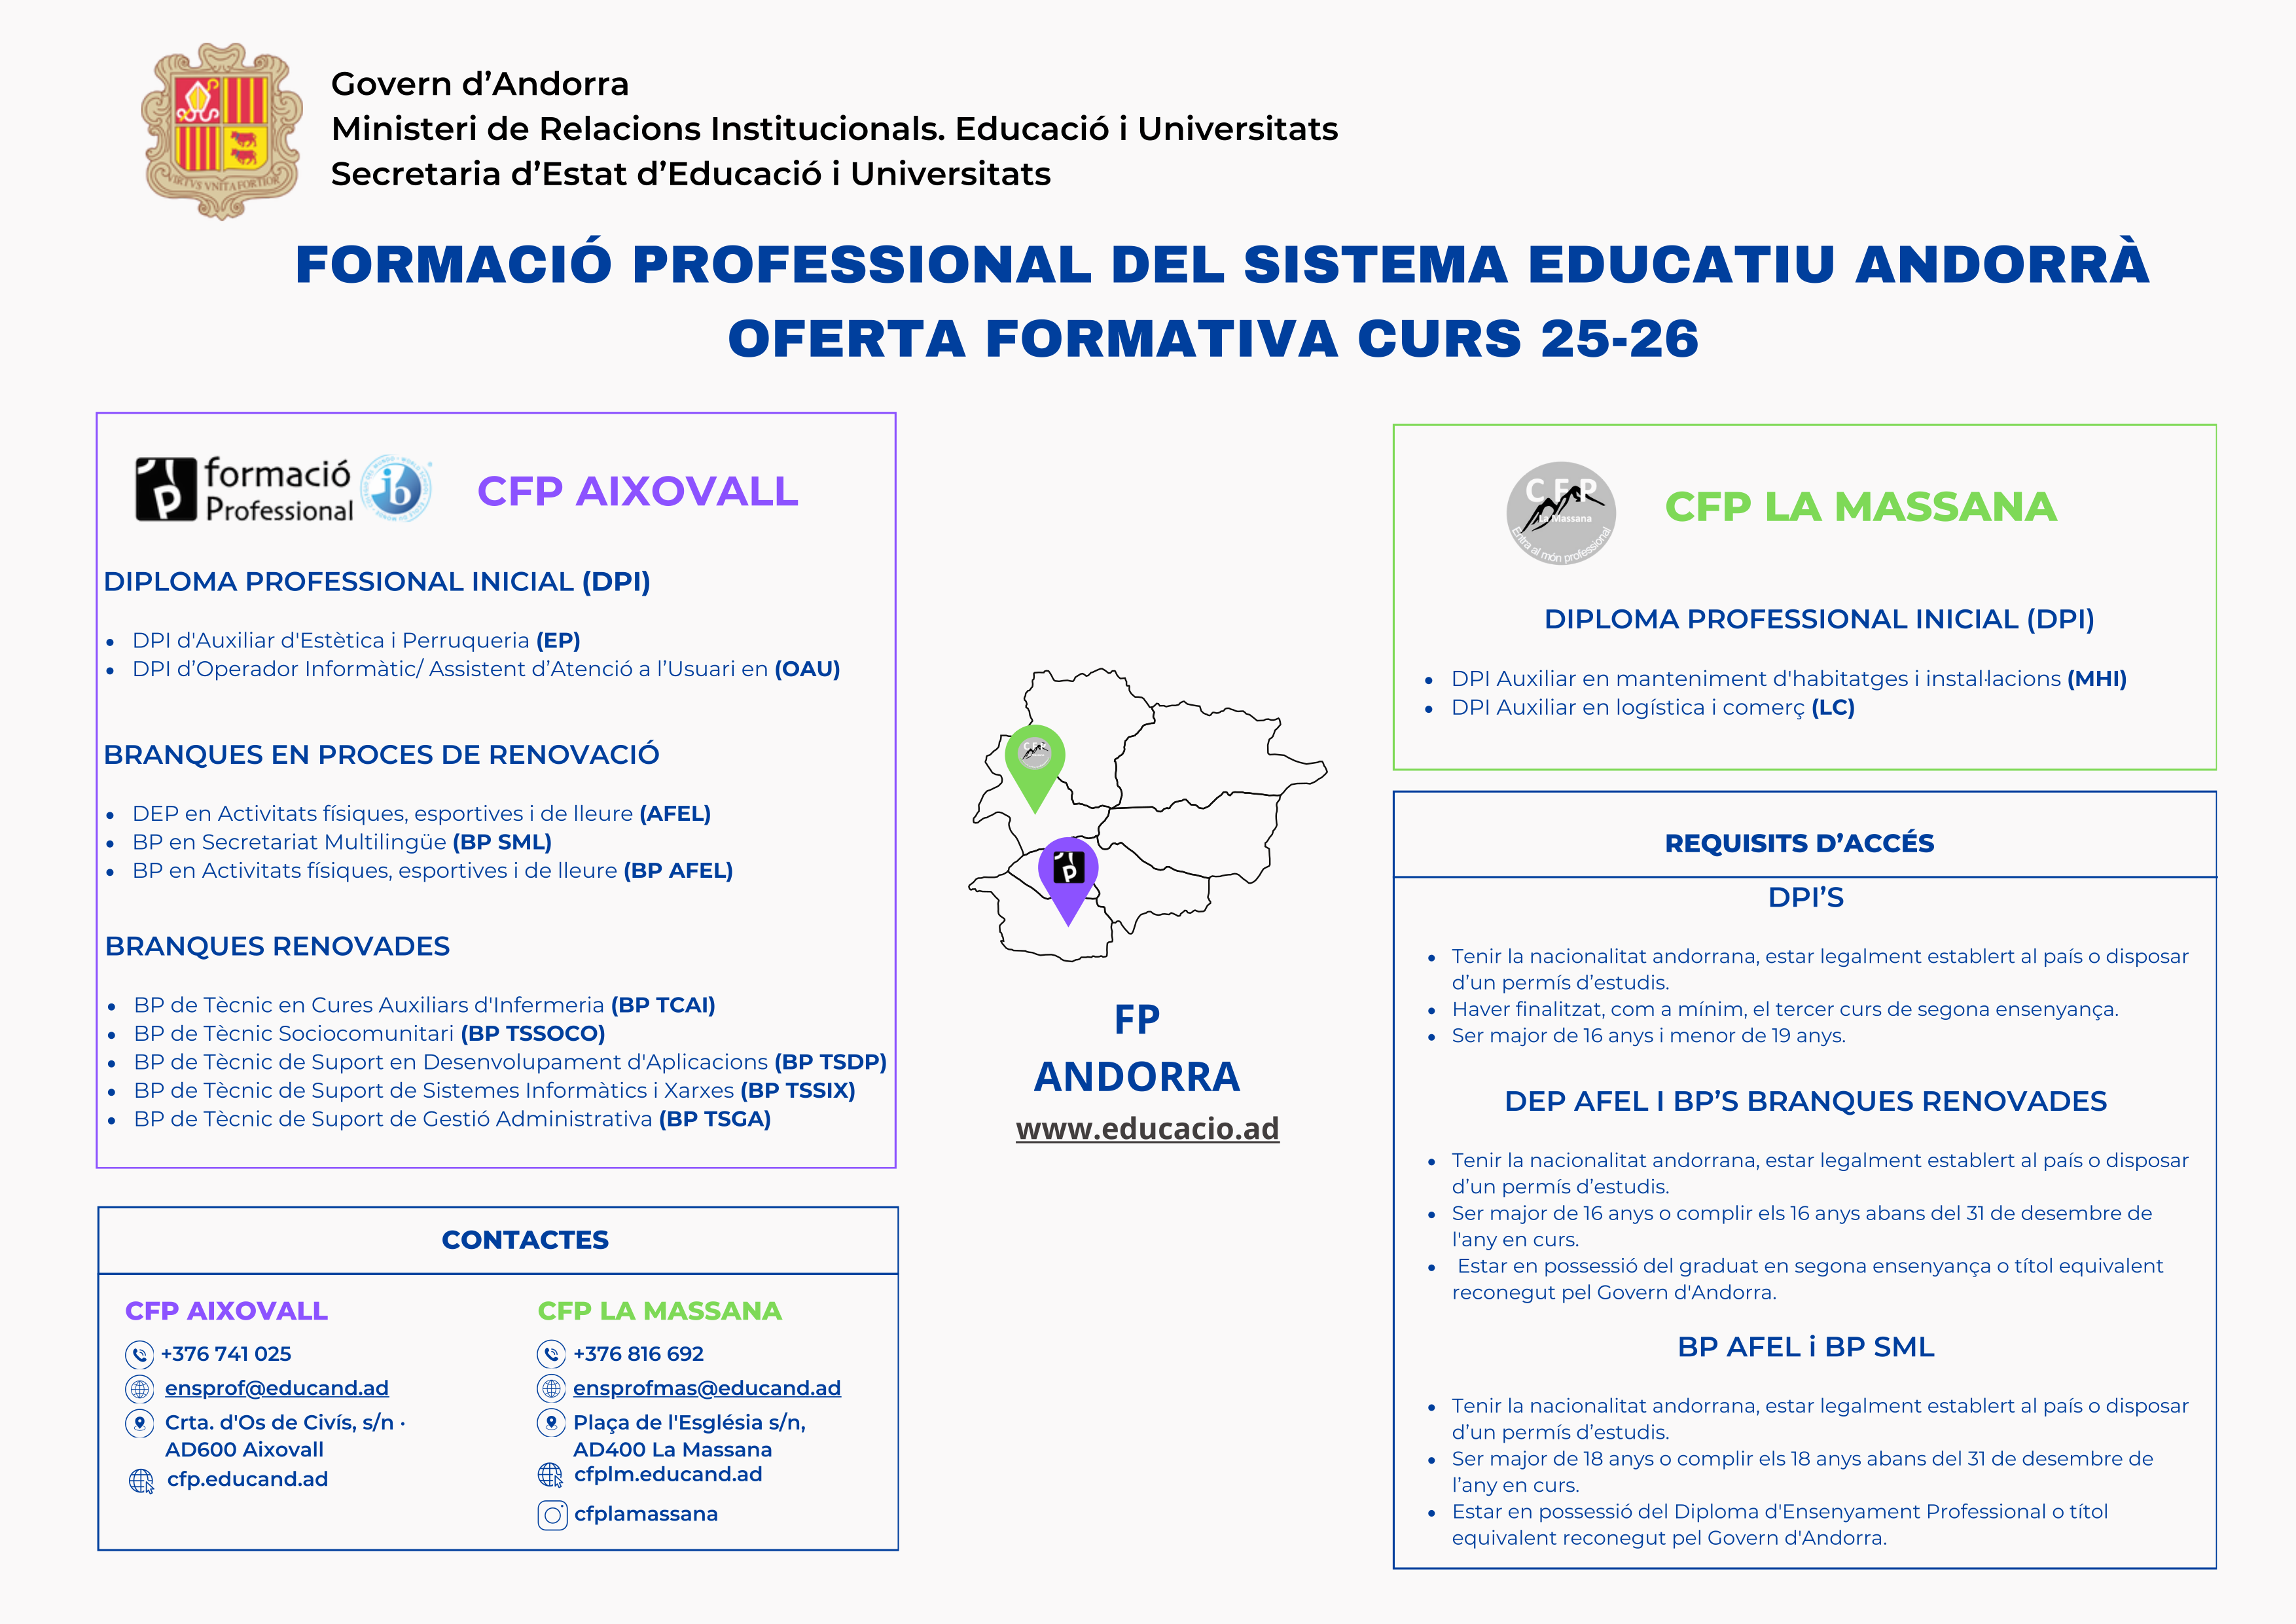 VIRTVS VNITA FORTIOR
Govern d’Andorra
Ministeri de Relacions Institucionals. Educació i Universitats
Secretaria d’Estat d’Educació i Universitats
FORMACIÓ PROFESSIONAL DEL SISTEMA EDUCATIU ANDORRÀ
OFERTA FORMATIVA CURS 25-26
formació
Professional
ib
CFP AIXOVALL
DIPLOMA PROFESSIONAL INICIAL (DPI)
• DPI d'Auxiliar d'Estètica i Perruqueria (EP)
• DPI d’Operador Informàtic/ Assistent d’Atenció a l’Usuari en (OAU)
BRANQUES EN PROCES DE RENOVACIÓ
• DEP en Activitats físiques, esportives i de lleure (AFEL)
• BP en Secretariat Multilingüe (BP SML)
• BP en Activitats físiques, esportives i de lleure (BP AFEL)
BRANQUES RENOVADES
• BP de Tècnic en Cures Auxiliars d'Infermeria (BP TCAI)
• BP de Tècnic Sociocomunitari (BP TSSOCO)
• BP de Tècnic de Suport en Desenvolupament d'Aplicacions (BP TSDP)
• BP de Tècnic de Suport de Sistemes Informàtics i Xarxes (BP TSSIX)
• BP de Tècnic de Suport de Gestió Administrativa (BP TSGA)
CONTACTES
CFP AIXOVALL
+376 741 025
ensprof@educand.ad
Crta. d'Os de Civís, s/n ·
AD600 Aixovall
cfp.educand.ad
CFP LA MASSANA
+376 816 692
ensprofmas@educand.ad
Plaça de l'Església s/n,
AD400 La Massana
cfplm.educand.ad
cfplamassana
FP
ANDORRA
www.educacio.ad
CFP
La Massana
Entra al món professional
CFP LA MASSANA
DIPLOMA PROFESSIONAL INICIAL (DPI)
• DPI Auxiliar en manteniment d'habitatges i instal·lacions (MHI)
• DPI Auxiliar en logística i comerç (LC)
REQUISITS D’ACCÉS
DPI’S
• Tenir la nacionalitat andorrana, estar legalment establert al país o disposar
d’un permís d’estudis.
• Haver finalitzat, com a mínim, el tercer curs de segona ensenyança.
• Ser major de 16 anys i menor de 19 anys.
DEP AFEL I BP’S BRANQUES RENOVADES
• Tenir la nacionalitat andorrana, estar legalment establert al país o disposar
d’un permís d’estudis.
• Ser major de 16 anys o complir els 16 anys abans del 31 de desembre de
l'any en curs.
• Estar en possessió del graduat en segona ensenyança o títol equivalent
reconegut pel Govern d'Andorra.
BP AFEL i BP SML
• Tenir la nacionalitat andorrana, estar legalment establert al país o disposar
d’un permís d’estudis.
• Ser major de 18 anys o complir els 18 anys abans del 31 de desembre de
l’any en curs.
• Estar en possessió del Diploma d'Ensenyament Professional o títol
equivalent reconegut pel Govern d'Andorra.